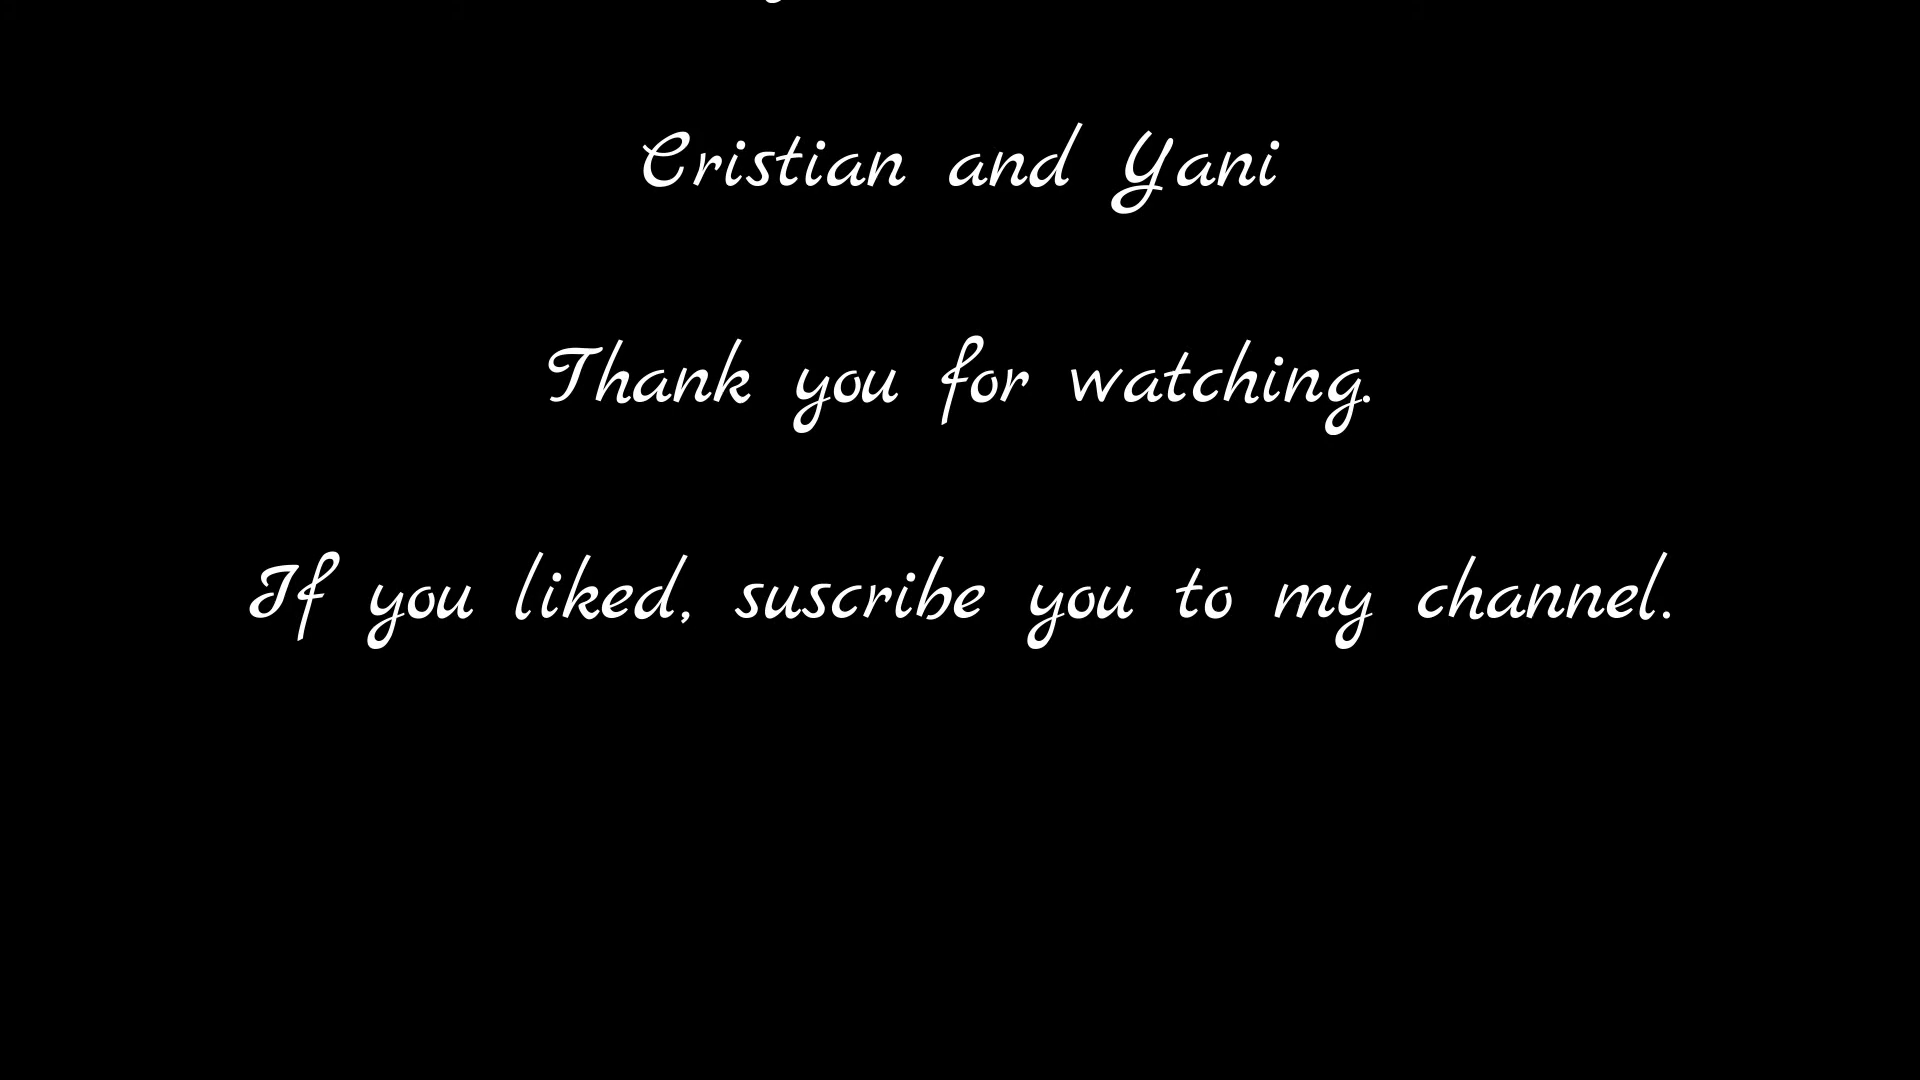 Cristian and Yani
Thank you for watching.
If you liked, suscribe you to my channel.